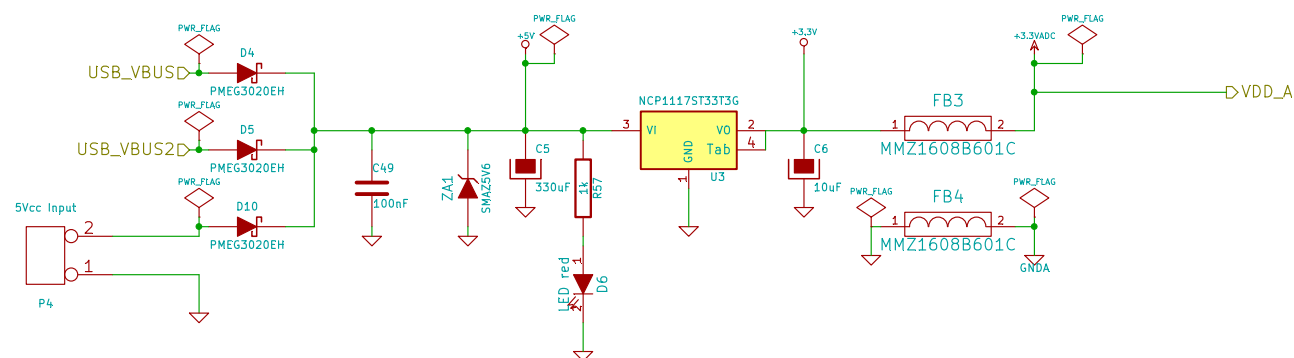 PWR_FLAG
D4
USB_VBUS
PMEG3020EH
PWR_FLAG
D5
USB_VBUS2
PMEG3020EH
PWR_FLAG
D10
PMEG3020EH
5Vcc Input
2
1
P4
C49
100nF
ZA1
SMAZ5V6
+5V
PWR_FLAG
C5
330uF
1k
R57
LED red
1
2
D6
NCP1117ST33T3G
3
VI
VO
2
Tab
4
GND
1
U3
+3.3V
C6
10uF
FB3
1
2
MMZ1608B601C
+3.3VADC
PWR_FLAG
VDD_A
PWR_FLAG
FB4
1
2
MMZ1608B601C
PWR_FLAG
GNDA